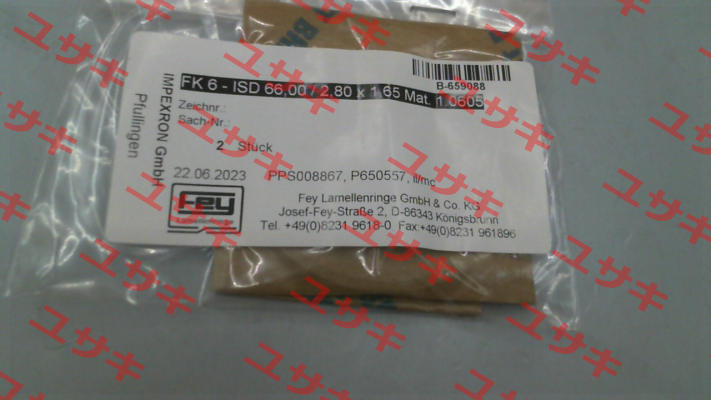 B-659088
FK 6 - ISD 66,00 / 2,80 x 1,65 Mat. 1.0605
Zeichnr.:
Sach-Nr.:
2 Stück
22.06.2023 PPS008867, P650557, ll/mc
Fey Lamellenringe GmbH & Co. KG
Josef-Fey-Straße 2, D-86343 Königsbrunn
Tel. +49(0)8231 9618-0 Fax:+49(0)8231 961896
Fey
IMPEXRON GmbH
Pfullingen
ユサキ